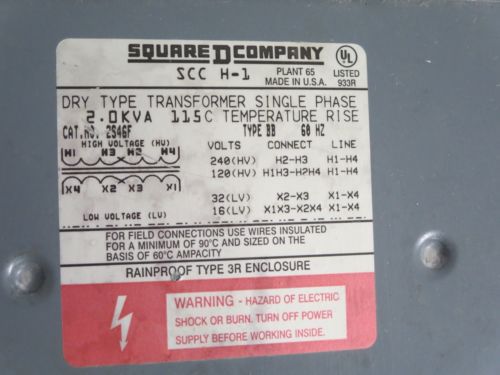 SQUARE D COMPANY
SCC H-1
PLANT 65
MADE IN U.S.A.
UL
LISTED
933R
DRY TYPE TRANSFORMER SINGLE PHASE
2.0KVA 115C TEMPERATURE RISE
CAT.NO. 2S46F TYPE BB 60 HZ
HIGH VOLTAGE (HV)
H1 H3 H2 H4
X4 X2 X3 X1
LOW VOLTAGE (LV)
VOLTS CONNECT LINE
240(HV) H2-H3 H1-H4
120(HV) H1H3-H2H4 H1-H4
32(LV) X2-X3 X1-X4
16(LV) X1X3-X2X4 X1-X4
FOR FIELD CONNECTIONS USE WIRES INSULATED
FOR A MINIMUM OF 90°C AND SIZED ON THE
BASIS OF 60°C AMPACITY
RAINPROOF TYPE 3R ENCLOSURE
WARNING - HAZARD OF ELECTRIC
SHOCK OR BURN. TURN OFF POWER
SUPPLY BEFORE WORKING INSIDE.